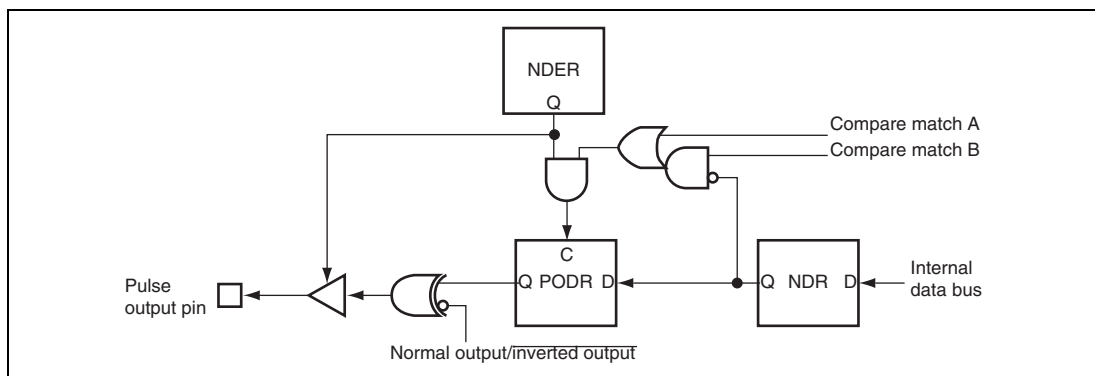 NDER
Q
Compare match A
Compare match B
C
Q PODR D
Q NDR D
Internal
data bus
Pulse
output pin
Normal output/inverted output